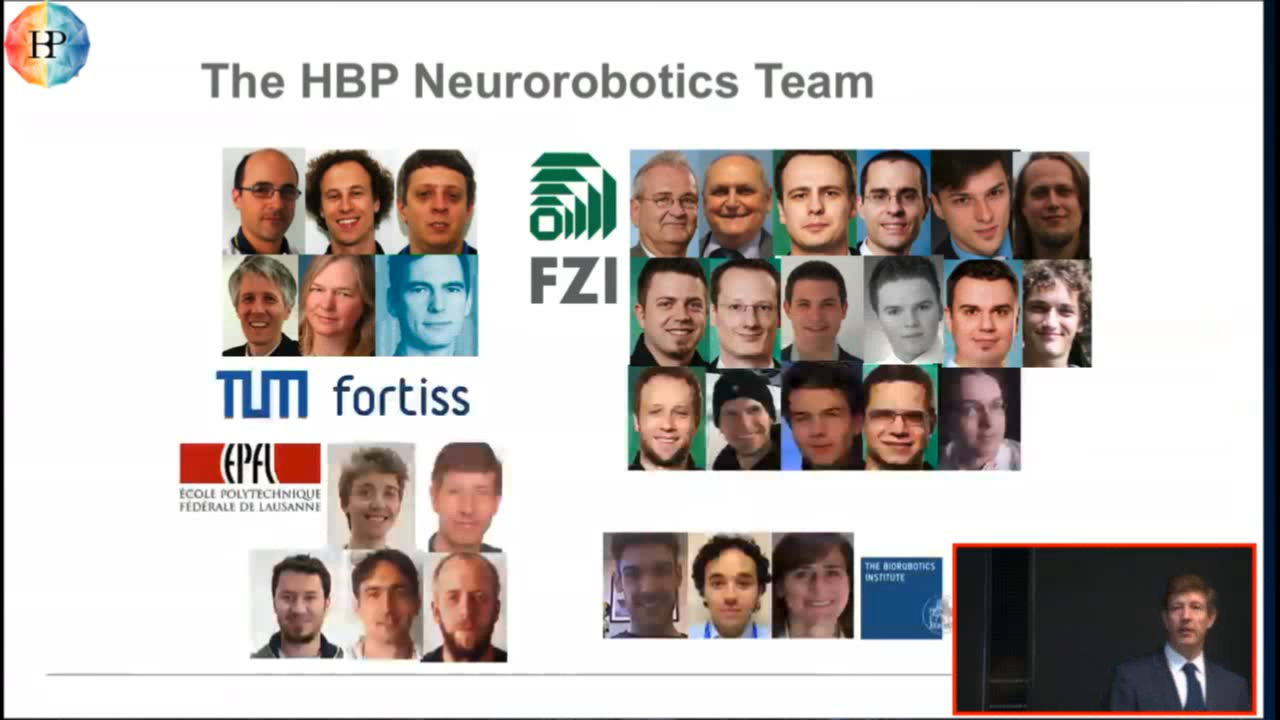 HP
The HBP Neurorobotics Team
FZI
TUM fortiss
EPFL
ÉCOLE POLYTECHNIQUE
FÉDÉRALE DE LAUSANNE
THE BIOROBOTICS
INSTITUTE